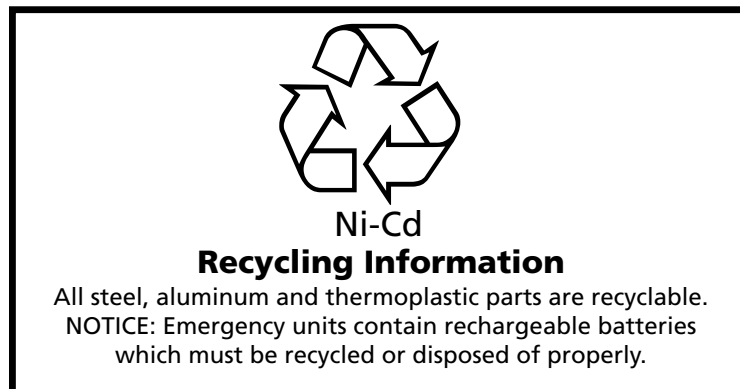 Ni-Cd
Recycling Information
All steel, aluminum and thermoplastic parts are recyclable.
NOTICE: Emergency units contain rechargeable batteries
which must be recycled or disposed of properly.